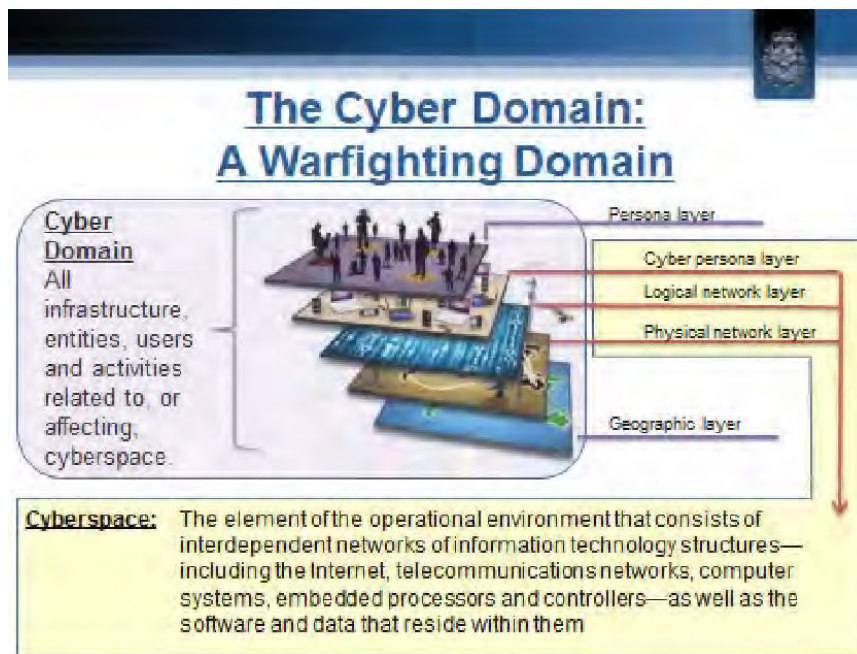 The Cyber Domain:
A Warfighting Domain
Cyber
Domain
All
infrastructure,
entities, users
and activities
related to, or
affecting,
cyberspace.
Persona layer
Cyber persona layer
Logical network layer
Physical network layer
Geographic layer
Cyberspace: The element of the operational environment that consists of
interdependent networks of information technology structures—
including the Internet, telecommunications networks, computer
systems, embedded processors and controllers—as well as the
software and data that reside within them